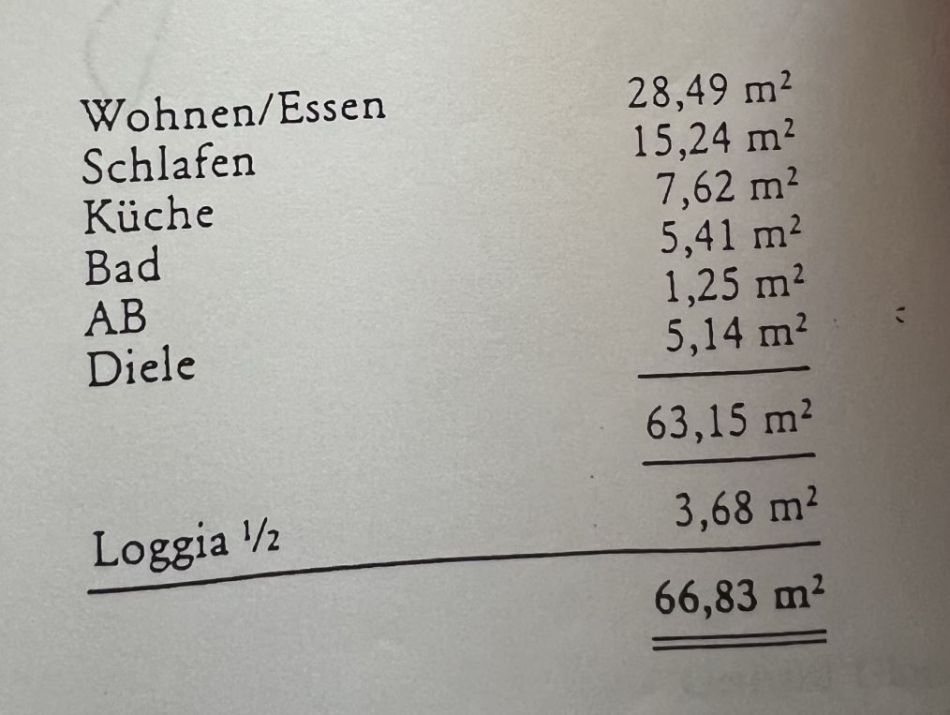 Wohnen/Essen 28,49 m²
Schlafen 15,24 m²
Küche 7,62 m²
Bad 5,41 m²
AB 1,25 m²
Diele 5,14 m²
63,15 m²
Loggia ½ 3,68 m²
66,83 m²